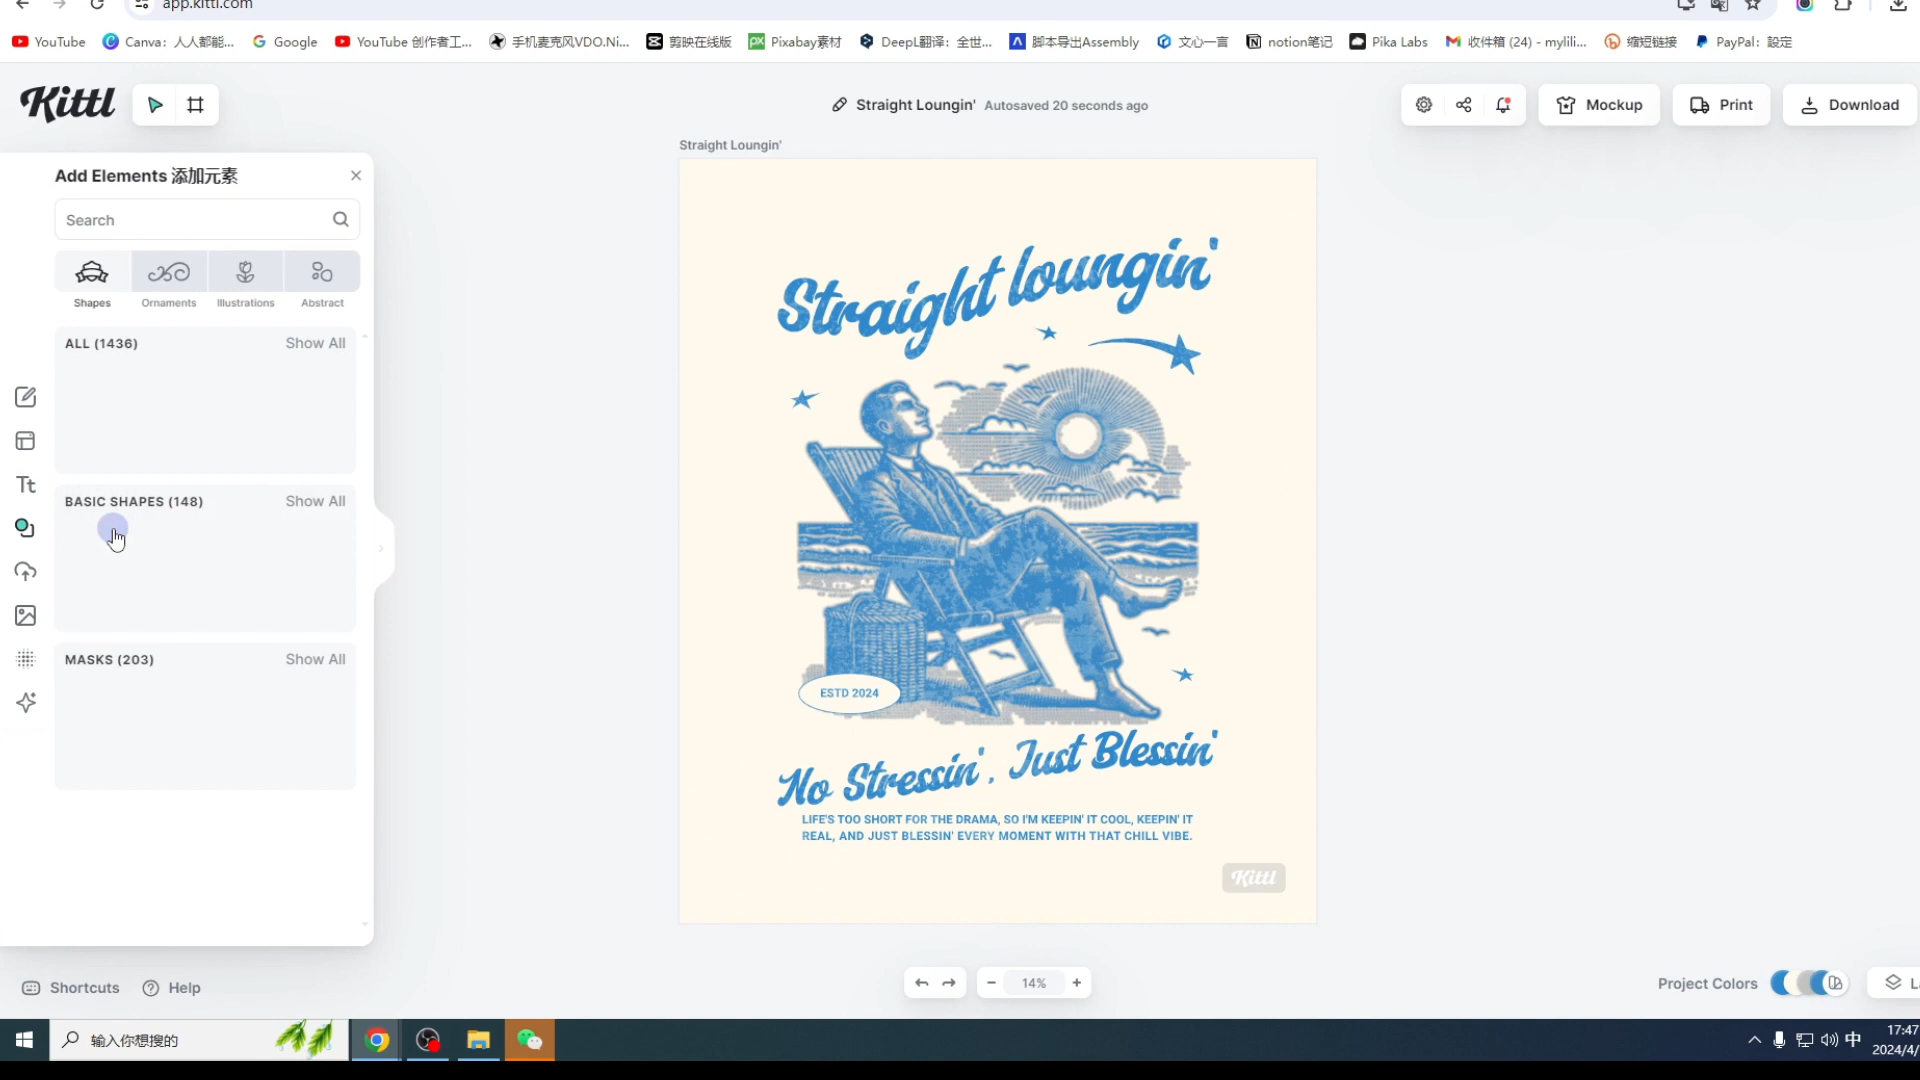 app.kittl.com
YouTube
Canva：人人都能...
Google
YouTube 创作者工...
手机麦克风VDO.Ni...
剪映在线版
Pixabay素材
DeepL翻译：全世...
脚本导出Assembly
文心一言
notion笔记
Pika Labs
收件箱 (24) - mylili...
缩短链接
PayPal：設定
Kittl
Straight Loungin' Autosaved 20 seconds ago
Mockup
Print
Download
Straight Loungin'
Add Elements 添加元素
Search
Shapes
Ornaments
Illustrations
Abstract
ALL (1436)
Show All
BASIC SHAPES (148)
Show All
MASKS (203)
Show All
Tt
Straight loungin'
ESTD 2024
No Stressin', Just Blessin'
LIFE'S TOO SHORT FOR THE DRAMA, SO I'M KEEPIN' IT COOL, KEEPIN' IT
REAL, AND JUST BLESSIN' EVERY MOMENT WITH THAT CHILL VIBE.
Kittl
Shortcuts
Help
14%
Project Colors
输入你想搜的
中
17:47
2024/4/